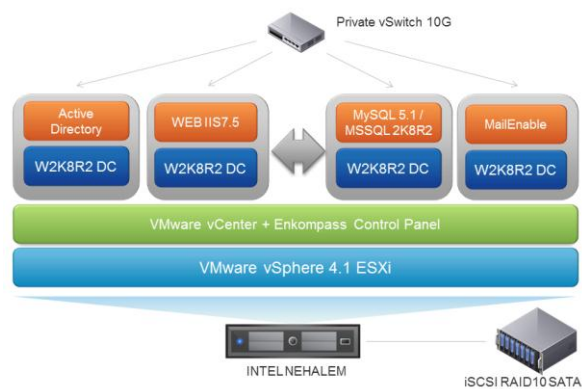 Private vSwitch 10G
Active
Directory
W2K8R2 DC
WEB IIS7.5
W2K8R2 DC
MySQL 5.1 /
MSSQL 2K8R2
W2K8R2 DC
MailEnable
W2K8R2 DC
VMware vCenter + Enkompass Control Panel
VMware vSphere 4.1 ESXi
INTEL NEHALEM
iSCSI RAID10 SATA